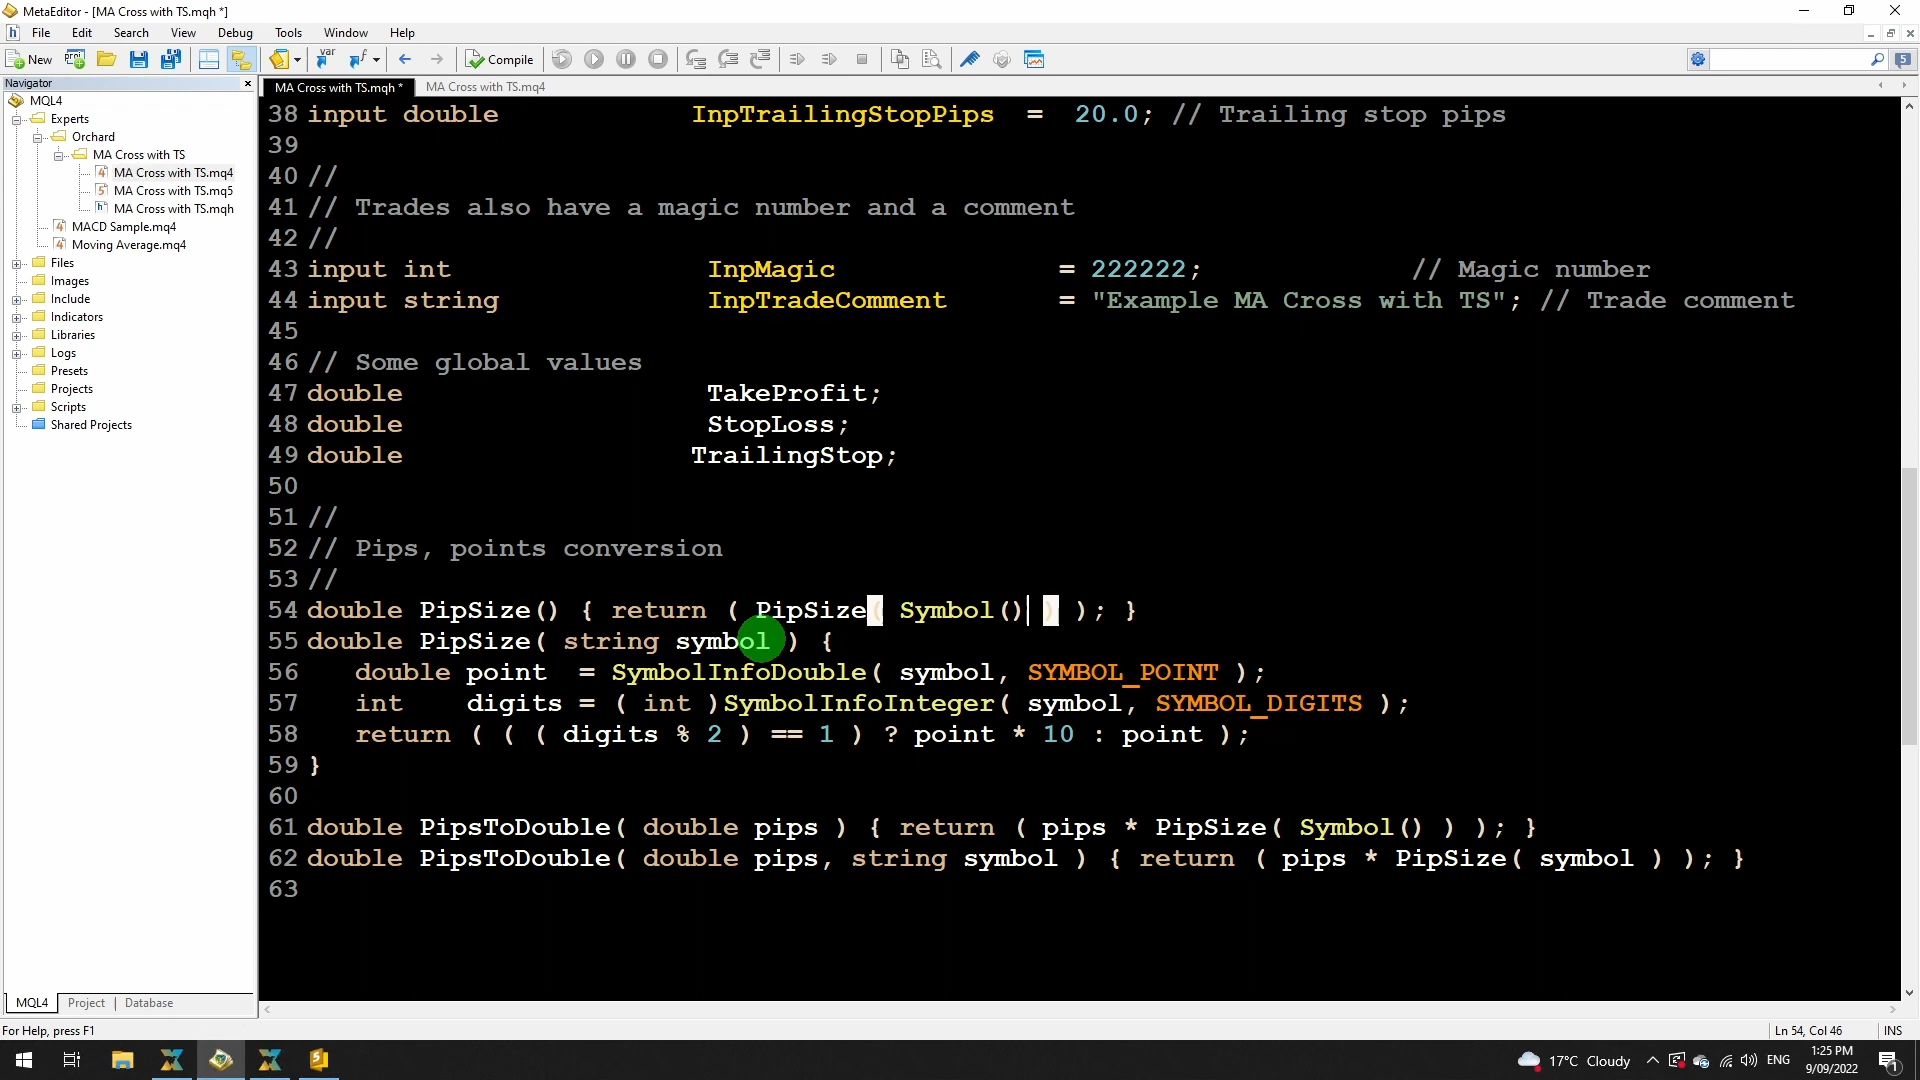 MetaEditor - [MA Cross with TS.mqh *]
File Edit Search View Debug Tools Window Help
New Compile
Navigator
MA Cross with TS.mqh * MA Cross with TS.mq4
MQL4
Experts
Orchard
MA Cross with TS
MA Cross with TS.mq4
MA Cross with TS.mq5
MA Cross with TS.mqh
MACD Sample.mq4
Moving Average.mq4
Files
Images
Include
Indicators
Libraries
Logs
Presets
Projects
Scripts
Shared Projects
38 input double InpTrailingStopPips = 20.0; // Trailing stop pips
39
40 //
41 // Trades also have a magic number and a comment
42 //
43 input int InpMagic = 222222; // Magic number
44 input string InpTradeComment = "Example MA Cross with TS"; // Trade comment
45
46 // Some global values
47 double TakeProfit;
48 double StopLoss;
49 double TrailingStop;
50
51 //
52 // Pips, points conversion
53 //
54 double PipSize() { return ( PipSize( Symbol() ) ); }
55 double PipSize( string symbol ) {
56 double point = SymbolInfoDouble( symbol, SYMBOL_POINT );
57 int digits = ( int )SymbolInfoInteger( symbol, SYMBOL_DIGITS );
58 return ( ( ( digits % 2 ) == 1 ) ? point * 10 : point );
59 }
60
61 double PipsToDouble( double pips ) { return ( pips * PipSize( Symbol() ) ); }
62 double PipsToDouble( double pips, string symbol ) { return ( pips * PipSize( symbol ) ); }
63
MQL4 Project Database
For Help, press F1
Ln 54, Col 46 INS
17°C Cloudy ENG
1:25 PM
9/09/2022